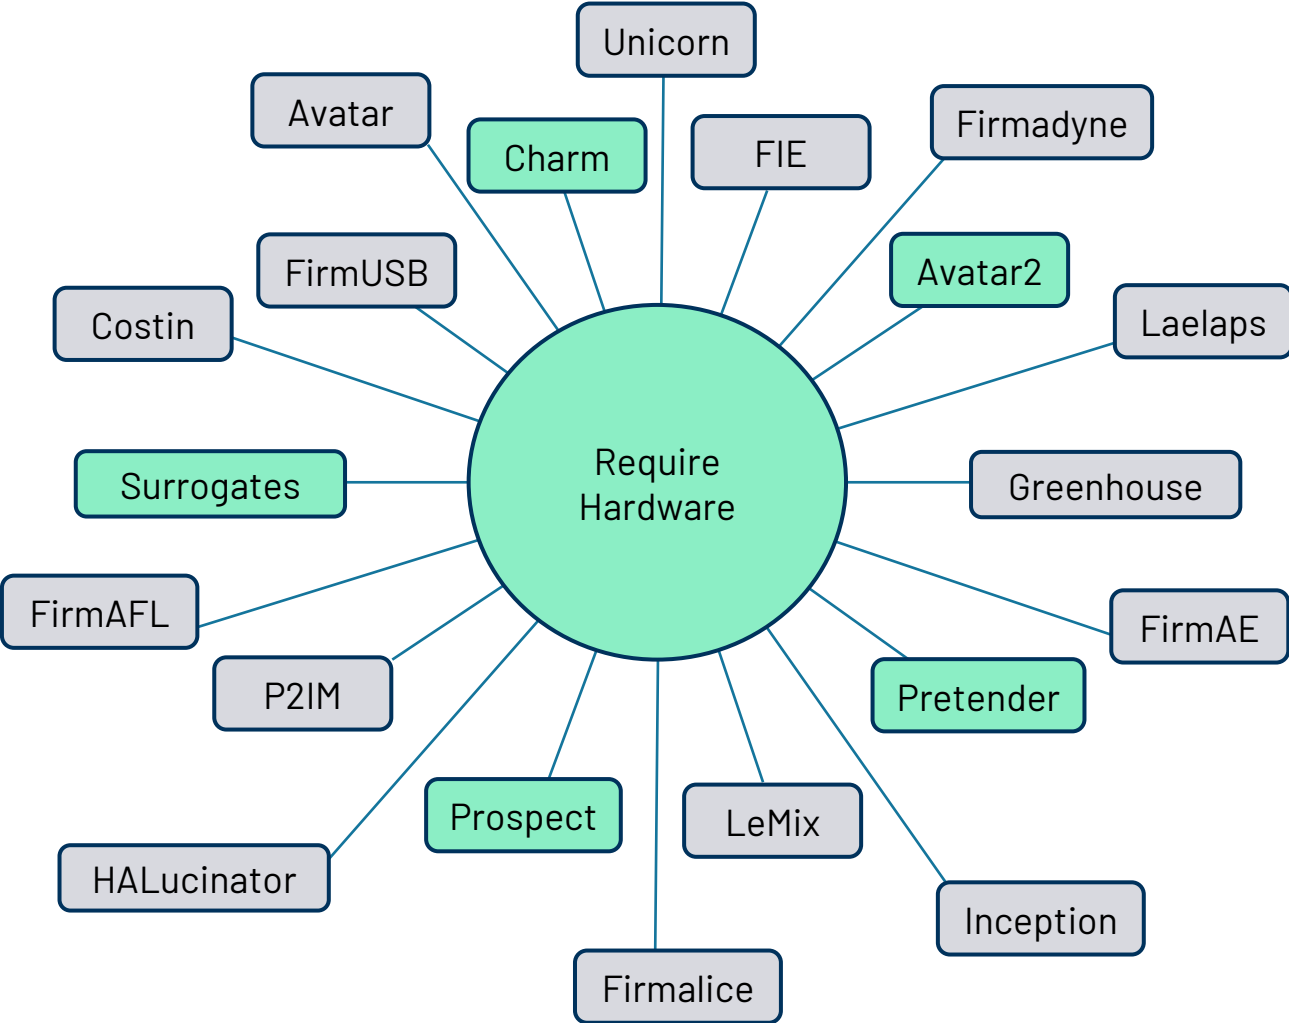 Unicorn
Avatar
Firmadyne
Charm
FIE
FirmUSB
Avatar2
Costin
Laelaps
Require
Hardware
Surrogates
Greenhouse
FirmAFL
FirmAE
P2IM
Pretender
Prospect
LeMix
HALucinator
Inception
Firmalice